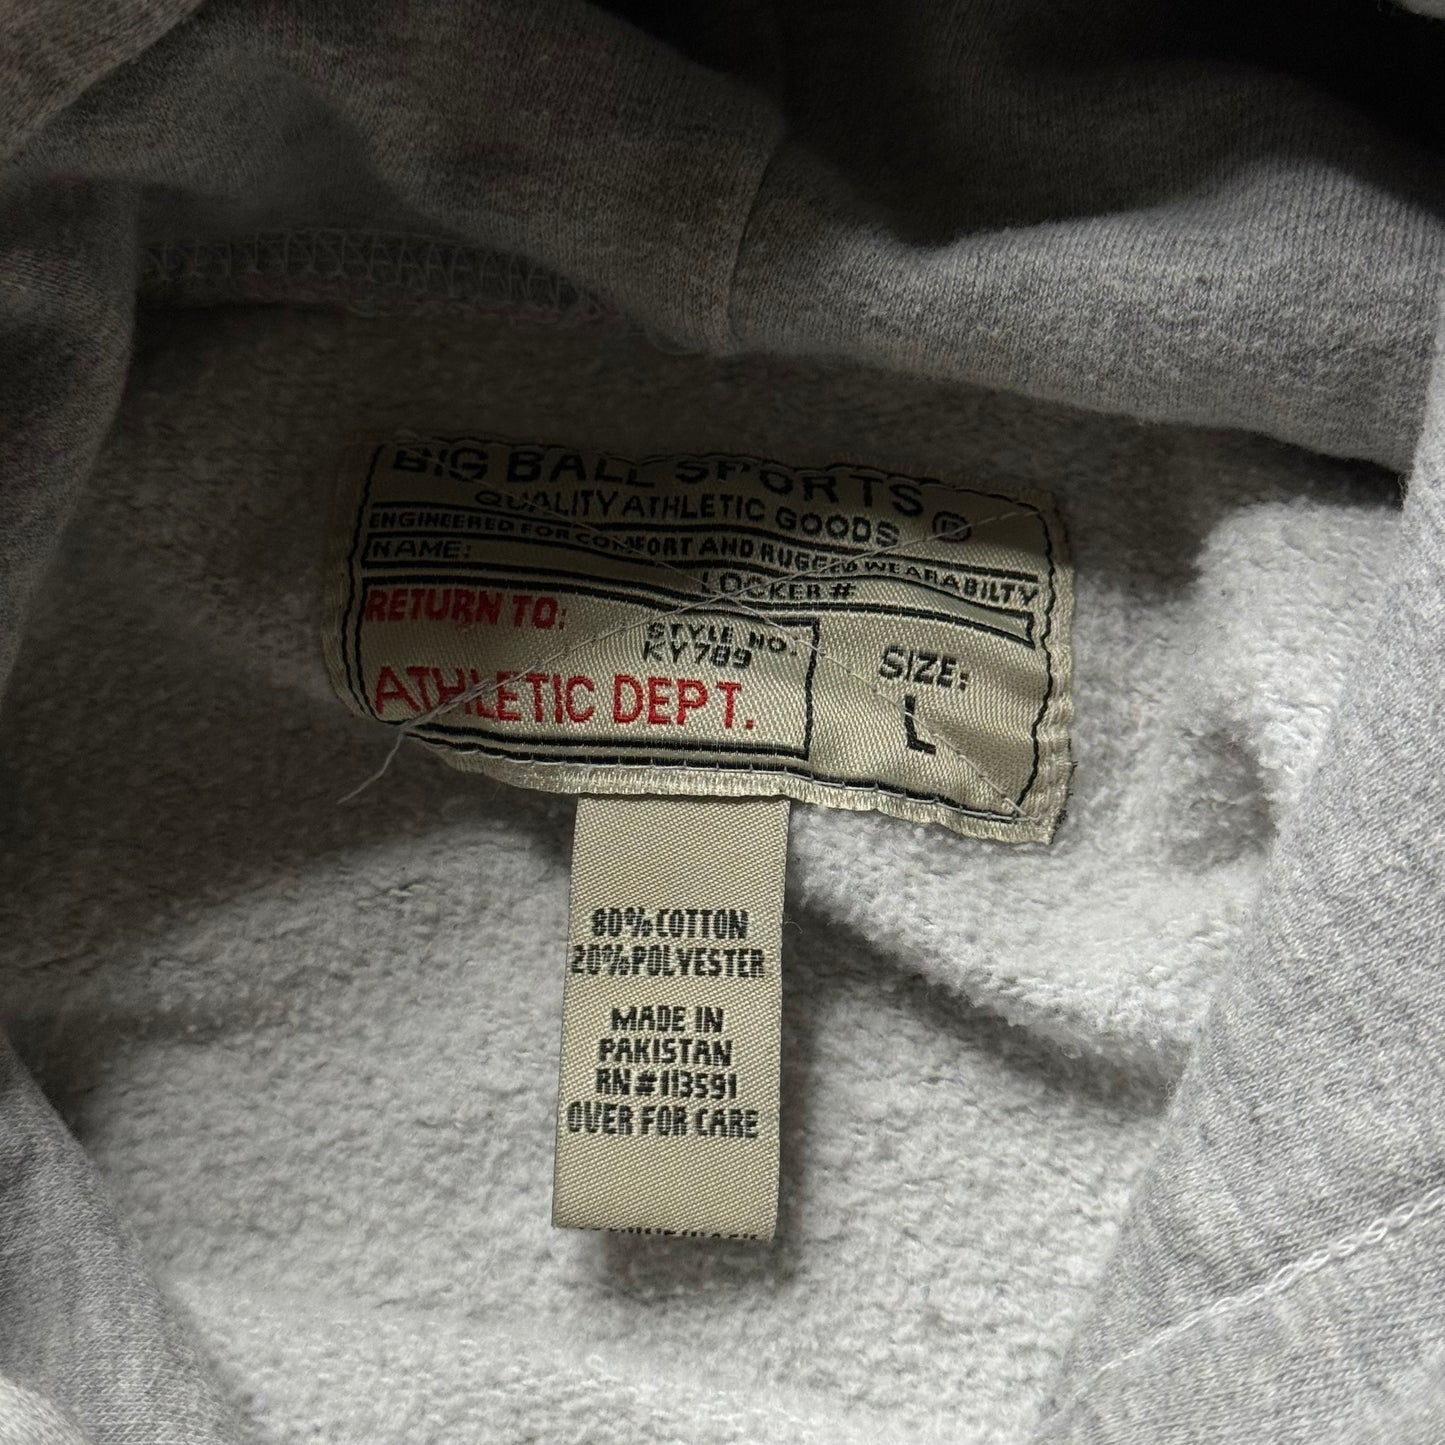 BIG BALL SPORTS
QUALITY ATHLETIC GOODS ®
ENGINEERED FOR COMFORT AND RUGGED WEARABILTY
NAME:
LOCKER #
RETURN TO:
STYLE NO.
KY789
ATHLETIC DEPT.
SIZE:
L
80% COTTON
20% POLYESTER
MADE IN
PAKISTAN
RN # 113591
OVER FOR CARE